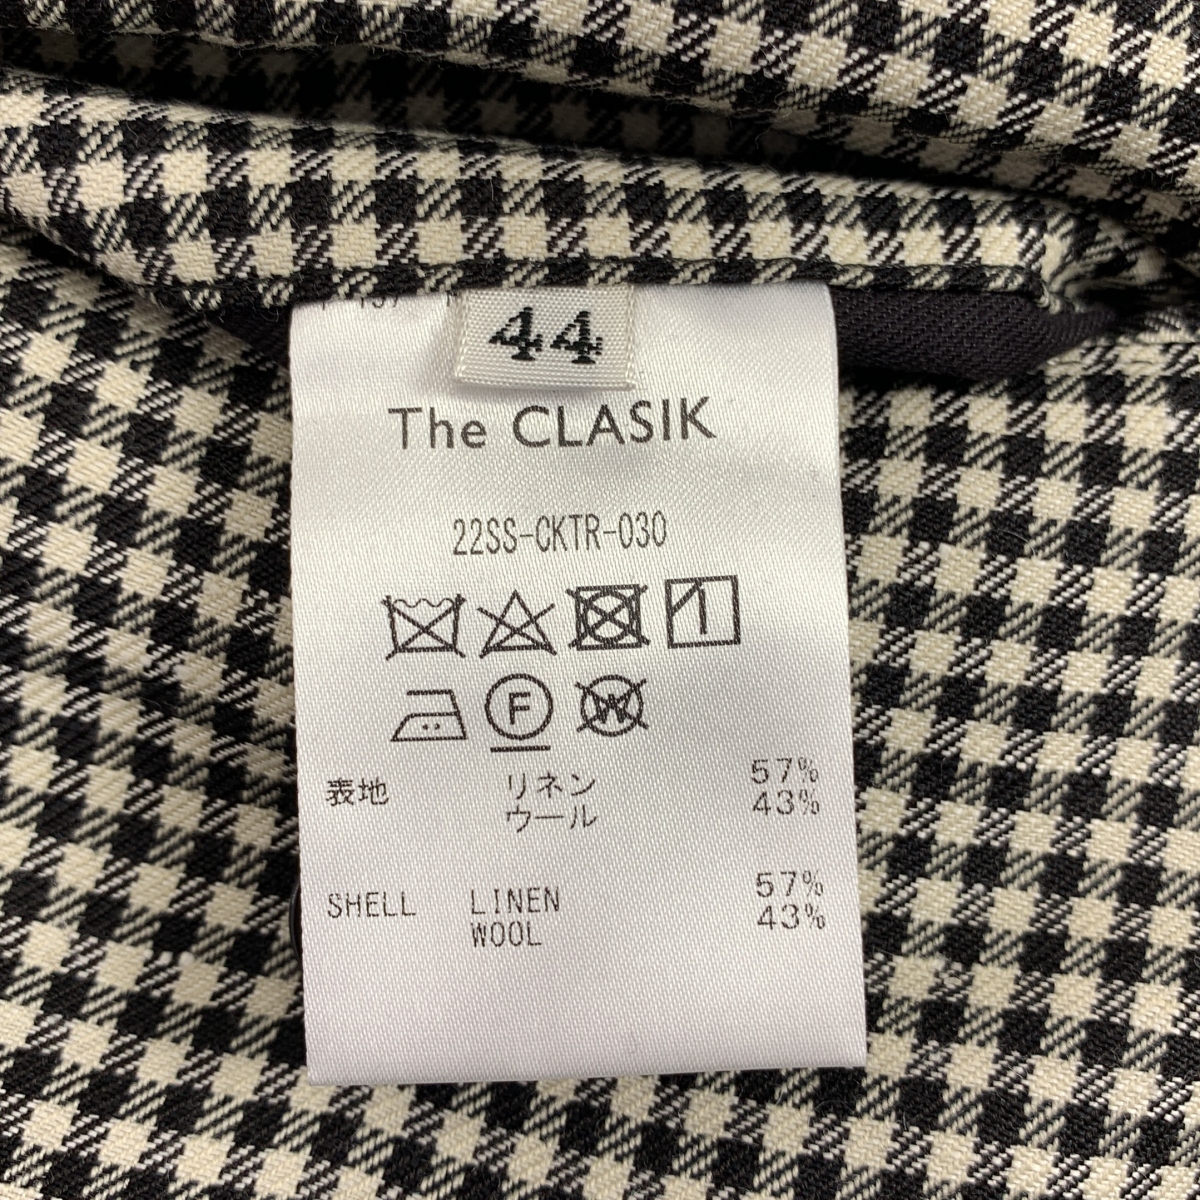 44
The CLASIK
22SS-CKTR-030
F W
表地 リネン 57%
ウール 43%
SHELL LINEN 57%
WOOL 43%